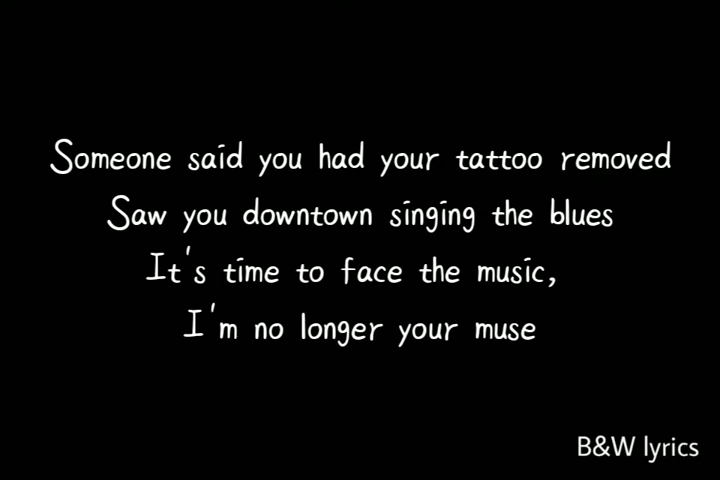 Someone said you had your tattoo removed
Saw you downtown singing the blues
It's time to face the music,
I'm no longer your muse
B&W lyrics